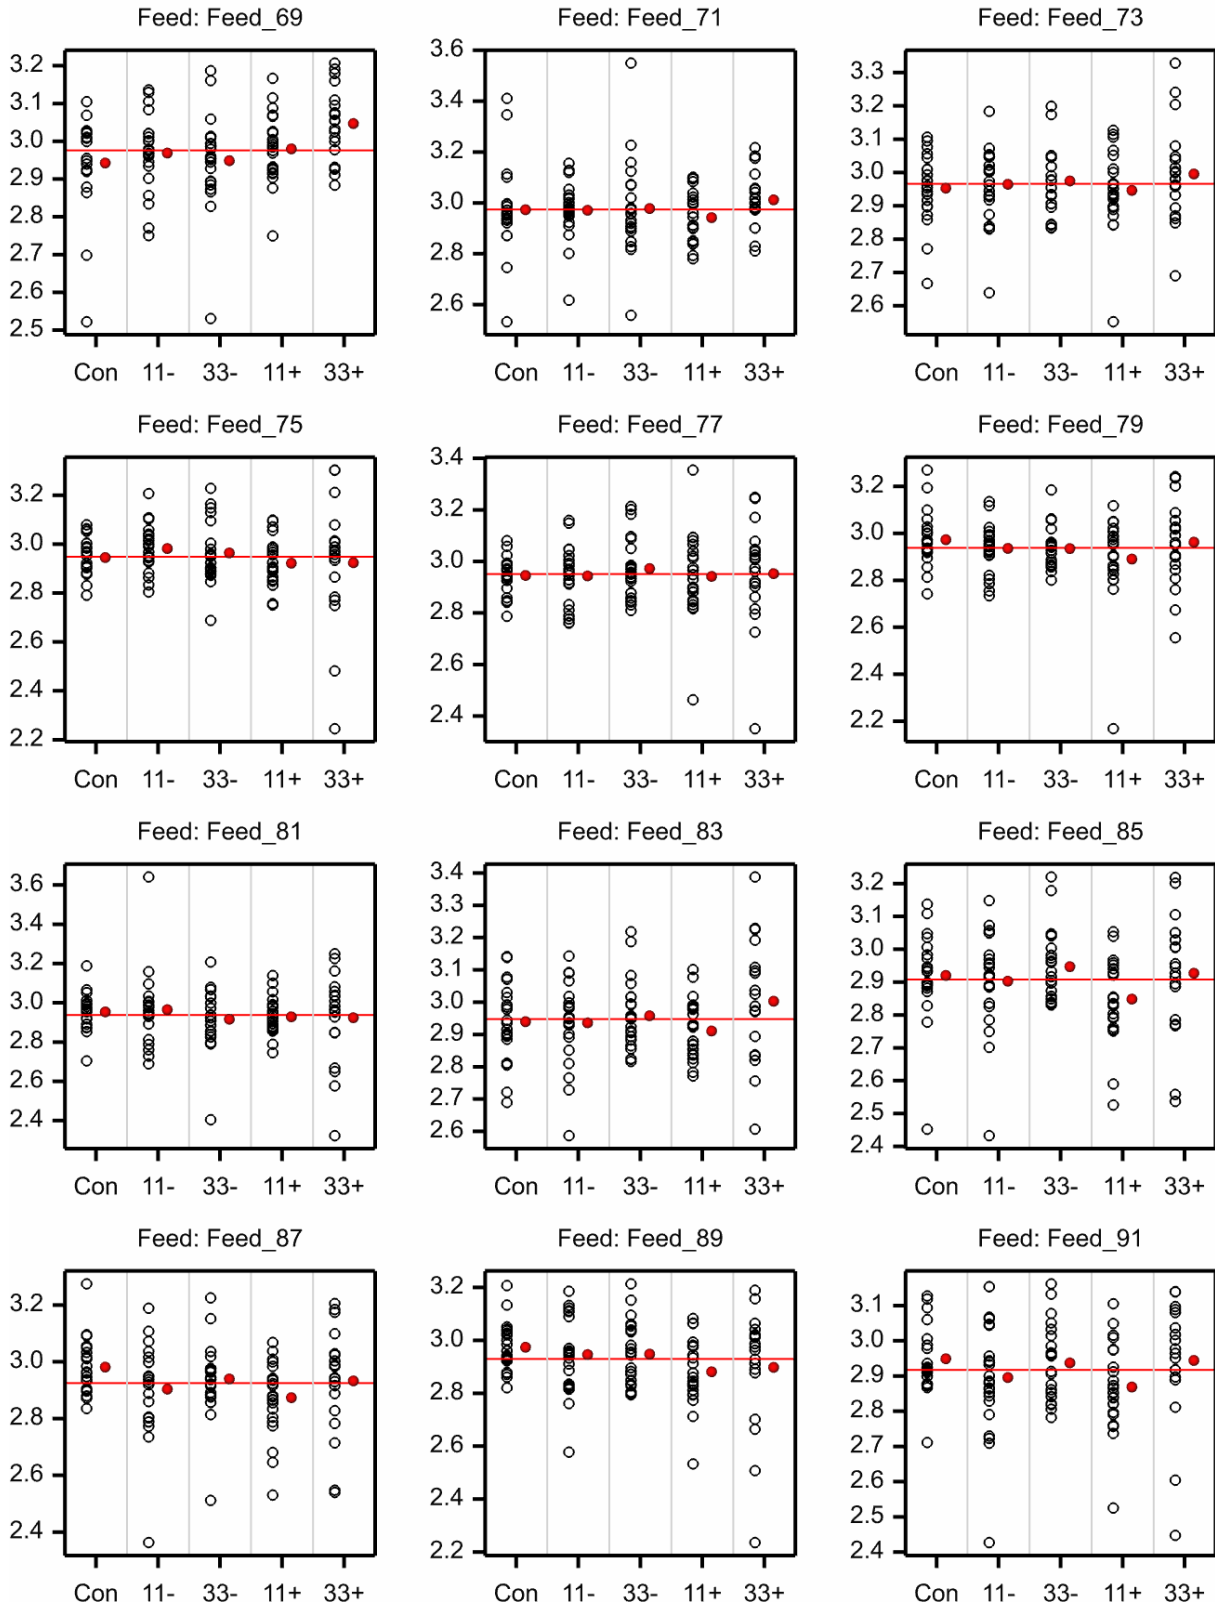 Feed: Feed_69 Feed: Feed_71 Feed: Feed_73
3.2 3.1 3.0 2.9 2.8 2.7 2.6 2.5
3.6 3.4 3.2 3.0 2.8 2.6
3.3 3.2 3.1 3.0 2.9 2.8 2.7 2.6
Con 11- 33- 11+ 33+ Con 11- 33- 11+ 33+ Con 11- 33- 11+ 33+
Feed: Feed_75 Feed: Feed_77 Feed: Feed_79
3.2 3.0 2.8 2.6 2.4 2.2
3.4 3.2 3.0 2.8 2.6 2.4
3.2 3.0 2.8 2.6 2.4 2.2
Con 11- 33- 11+ 33+ Con 11- 33- 11+ 33+ Con 11- 33- 11+ 33+
Feed: Feed_81 Feed: Feed_83 Feed: Feed_85
3.6 3.4 3.2 3.0 2.8 2.6 2.4
3.4 3.3 3.2 3.1 3.0 2.9 2.8 2.7 2.6
3.2 3.1 3.0 2.9 2.8 2.7 2.6 2.5 2.4
Con 11- 33- 11+ 33+ Con 11- 33- 11+ 33+ Con 11- 33- 11+ 33+
Feed: Feed_87 Feed: Feed_89 Feed: Feed_91
3.2 3.0 2.8 2.6 2.4
3.2 3.0 2.8 2.6 2.4 2.2
3.1 3.0 2.9 2.8 2.7 2.6 2.5 2.4
Con 11- 33- 11+ 33+ Con 11- 33- 11+ 33+ Con 11- 33- 11+ 33+